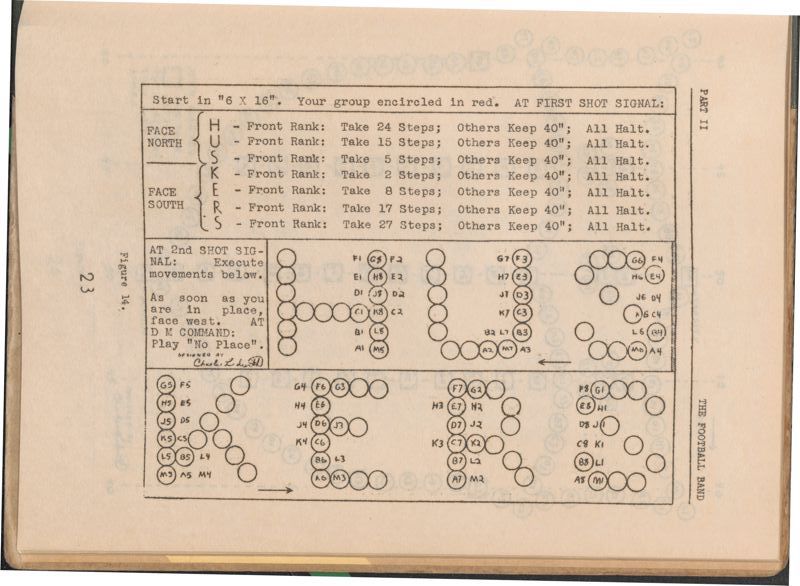 PART II
THE FOOTBALL BAND
Start in "6 X 16". Your group encircled in red. AT FIRST SHOT SIGNAL:
FACE NORTH
H - Front Rank: Take 24 Steps; Others Keep 40"; All Halt.
U - Front Rank: Take 15 Steps; Others Keep 40"; All Halt.
S - Front Rank: Take 5 Steps; Others Keep 40"; All Halt.
FACE SOUTH
K - Front Rank: Take 2 Steps; Others Keep 40"; All Halt.
E - Front Rank: Take 8 Steps; Others Keep 40"; All Halt.
R - Front Rank: Take 17 Steps; Others Keep 40"; All Halt.
S - Front Rank: Take 27 Steps; Others Keep 40"; All Halt.
AT 2nd SHOT SIG-
NAL: Execute
movements below.
As soon as you
are in place,
face west. AT
D M COMMAND:
Play "No Place".
DESIGNED BY
F1 G8 F2 G7 F3 G6 F4
E1 H8 E2 H7 E3 H6 E4
D1 J8 D2 J7 D3 J6 D4
C1 K8 C2 K7 C3 K6 C4
B1 L8 B2 L7 B3 L6 B4
A1 M8 A2 M7 A3 M6 A4
G5 F5 G4 F6 G3 F7 G2 F8 G1
H5 E5 H4 E6 H3 E7 H2 E8 H1
J5 D5 J4 D6 J3 D7 J2 D8 J1
K5 C5 K4 C6 K3 C7 K2 C8 K1
L5 B5 L4 B6 L3 B7 L2 B8 L1
M5 A5 M4 A6 M3 A7 M2 A8 M1
Figure 14.
23